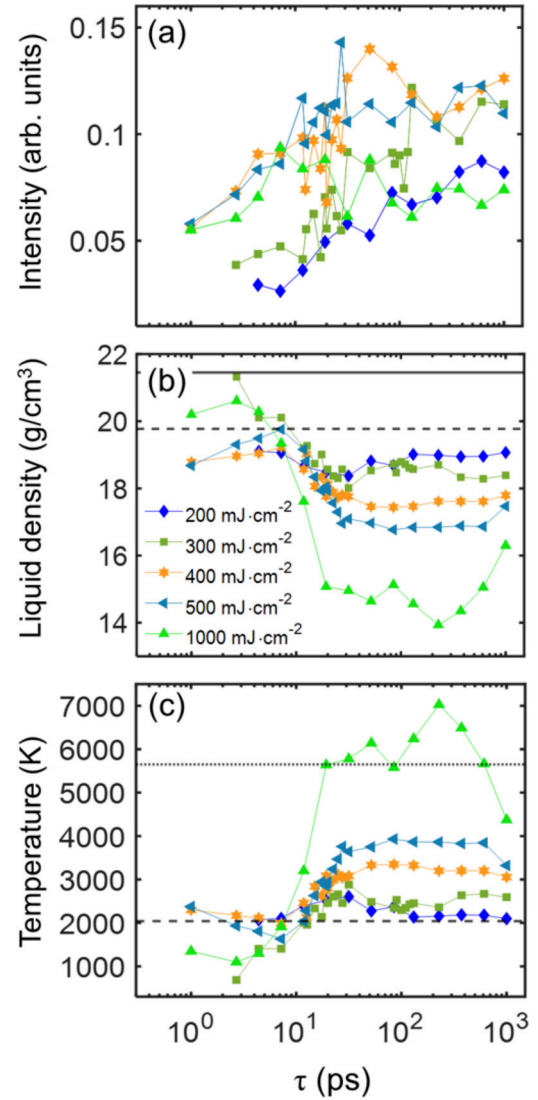 (a)
Intensity (arb. units)
0.15
0.1
0.05
(b)
Liquid density (g/cm³)
22
20
18
16
14
200 mJ·cm⁻²
300 mJ·cm⁻²
400 mJ·cm⁻²
500 mJ·cm⁻²
1000 mJ·cm⁻²
(c)
Temperature (K)
7000
6000
5000
4000
3000
2000
1000
10⁰ 10¹ 10² 10³
τ (ps)